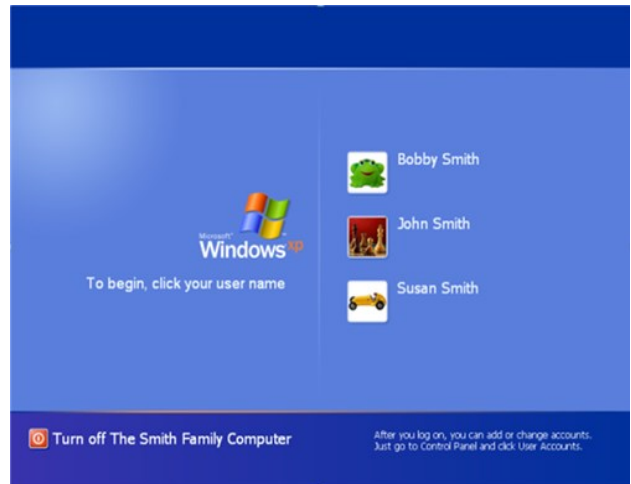 Bobby Smith
John Smith
Microsoft®
Windows xp
To begin, click your user name
Susan Smith
Turn off The Smith Family Computer
After you log on, you can add or change accounts.
Just go to Control Panel and click User Accounts.